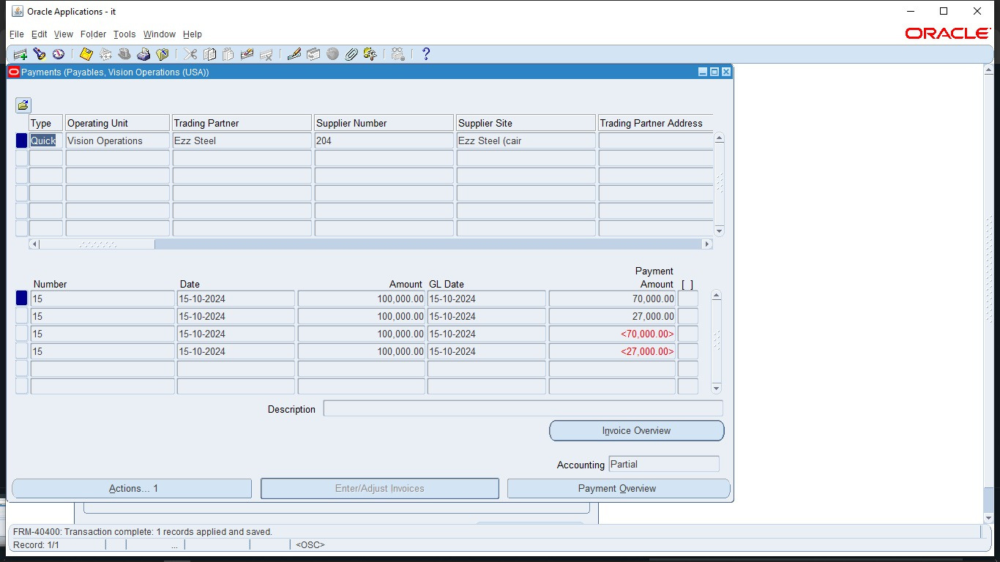 Oracle Applications - it
File Edit View Folder Tools Window Help
ORACLE
Payments (Payables, Vision Operations (USA))
Type Operating Unit Trading Partner Supplier Number Supplier Site Trading Partner Address
Quick Vision Operations Ezz Steel 204 Ezz Steel (cair
Payment
Number Date Amount GL Date Amount [ ]
15 15-10-2024 100,000.00 15-10-2024 70,000.00
15 15-10-2024 100,000.00 15-10-2024 27,000.00
15 15-10-2024 100,000.00 15-10-2024 <70,000.00>
15 15-10-2024 100,000.00 15-10-2024 <27,000.00>
Description
Invoice Overview
Accounting Partial
Actions... 1 Enter/Adjust Invoices Payment Overview
FRM-40400: Transaction complete: 1 records applied and saved.
Record: 1/1 ... <OSC>